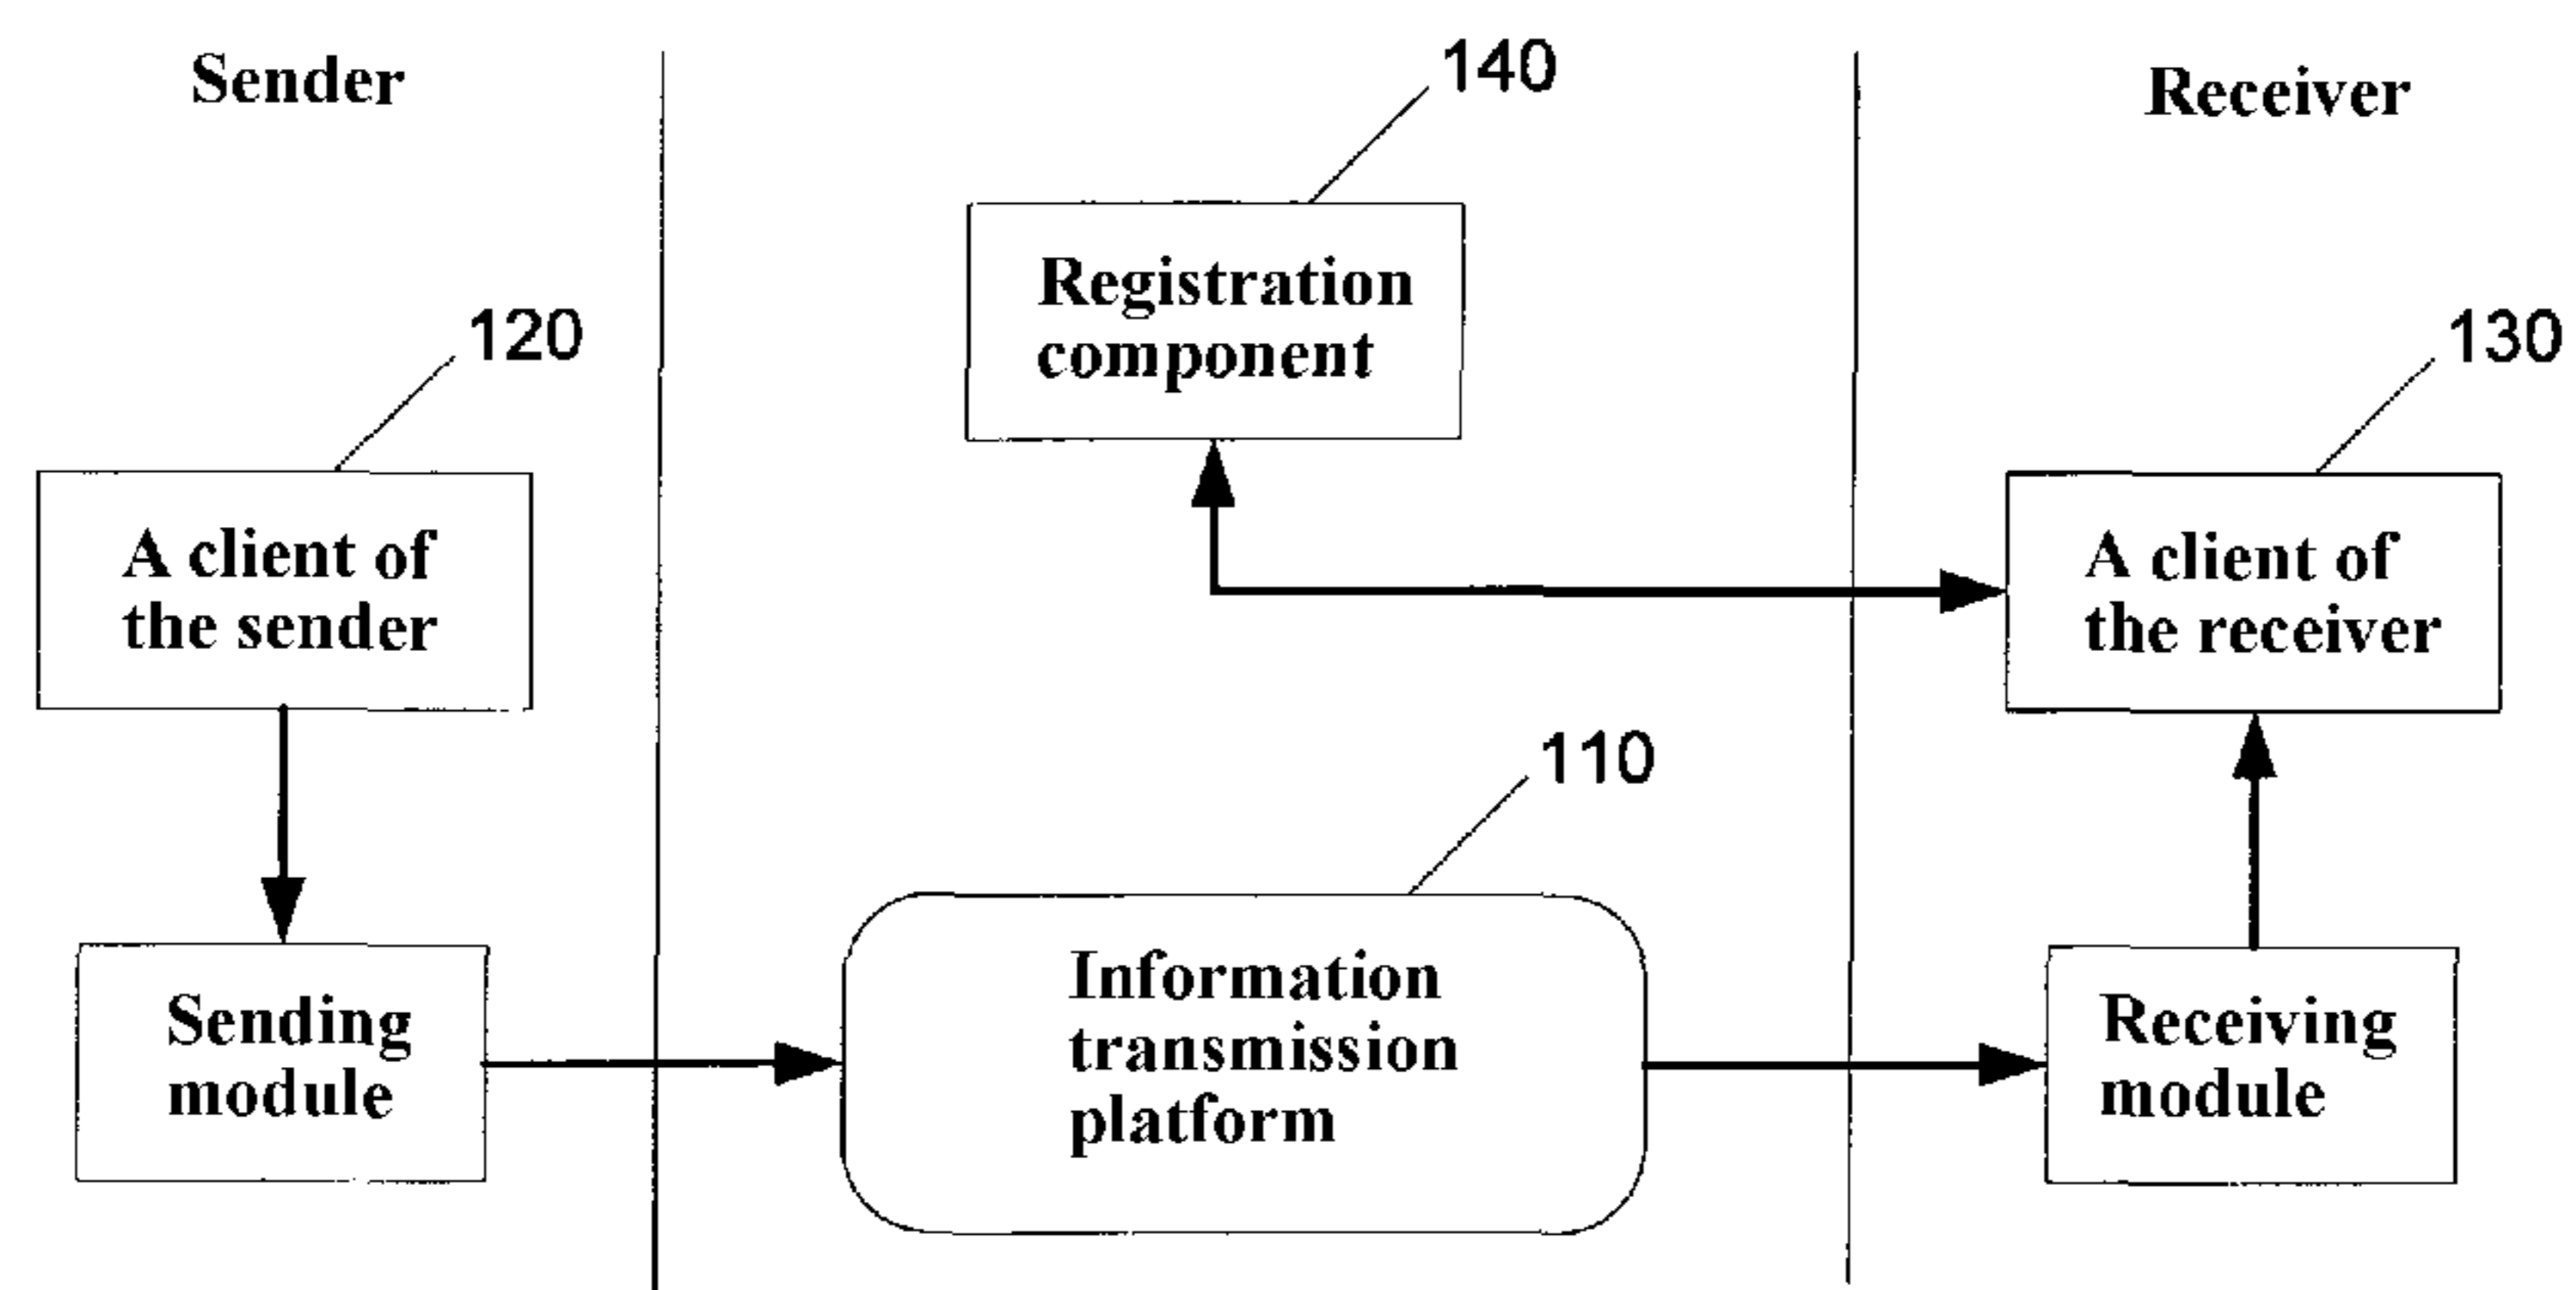 Sender
140
Receiver
Registration
component
120
130
A client of
the sender
A client of
the receiver
110
Sending
module
Information
transmission
platform
Receiving
module